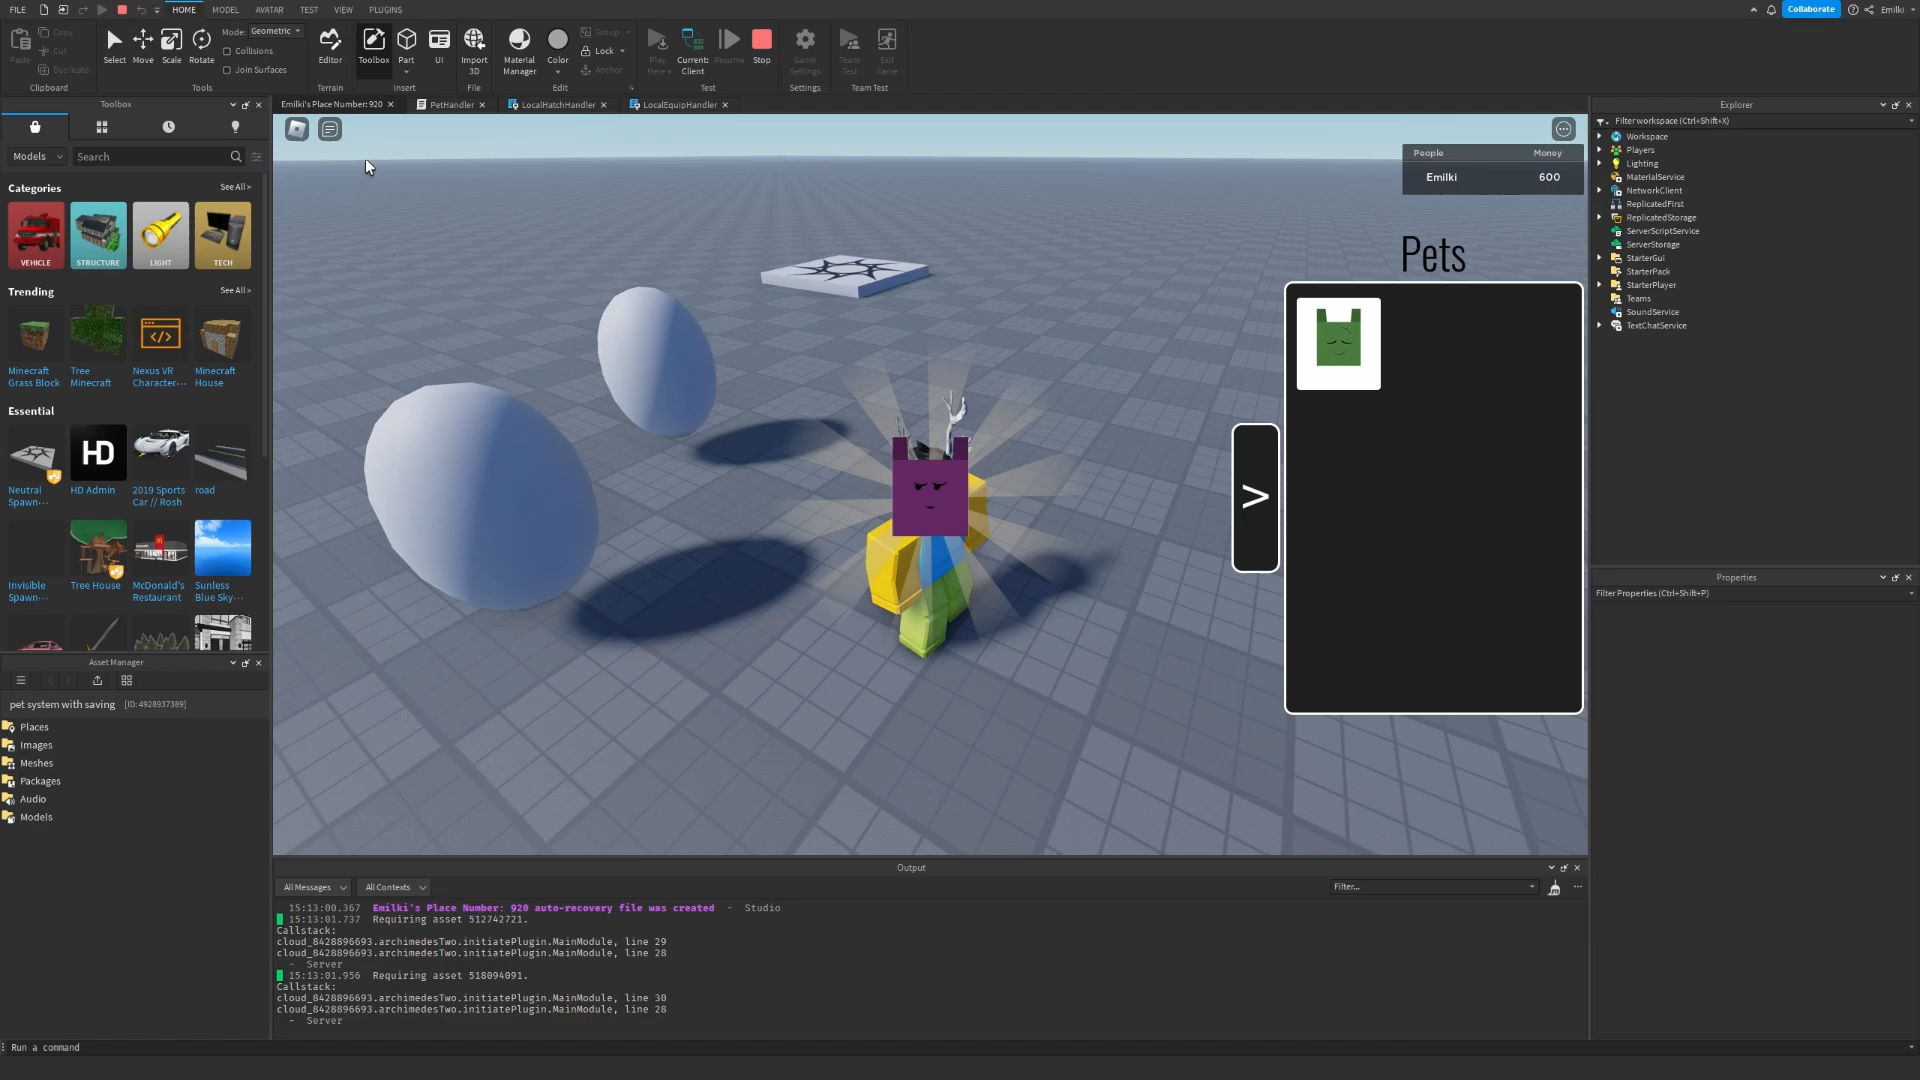 FILE HOME MODEL AVATAR TEST VIEW PLUGINS Collaborate Emilki
Paste Copy Cut Duplicate
Clipboard
Select Move Scale Rotate Mode: Geometric Collisions Join Surfaces
Tools
Editor
Terrain
Toolbox Part UI
Insert
Import 3D
File
Material Manager Color Group Lock Anchor
Edit
Play Here Current: Client Resume Stop
Test
Game Settings
Settings
Team Test Exit Game
Team Test
Toolbox
Models Search
Categories See All >
VEHICLE STRUCTURE LIGHT TECH
Trending See All >
Minecraft Grass Block
Tree Minecraft
Nexus VR Character...
Minecraft House
Essential
HD
Neutral Spawn...
HD Admin
2019 Sports Car // Rosh
road
Invisible Spawn...
Tree House
McDonald's Restaurant
Sunless Blue Sky...
Asset Manager
pet system with saving [ID: 4928937389]
Places
Images
Meshes
Packages
Audio
Models
Emilki's Place Number: 920 PetHandler LocalHatchHandler LocalEquipHandler
People Money
Emilki 600
Pets
>
Output
All Messages All Contexts Filter...
15:13:00.367 Emilki's Place Number: 920 auto-recovery file was created - Studio
15:13:01.737 Requiring asset 512742721.
Callstack:
cloud_8428896693.archimedesTwo.initiatePlugin.MainModule, line 29
cloud_8428896693.archimedesTwo.initiatePlugin.MainModule, line 28
- Server
15:13:01.956 Requiring asset 518094091.
Callstack:
cloud_8428896693.archimedesTwo.initiatePlugin.MainModule, line 30
cloud_8428896693.archimedesTwo.initiatePlugin.MainModule, line 28
- Server
Explorer
Filter workspace (Ctrl+Shift+X)
Workspace
Players
Lighting
MaterialService
NetworkClient
ReplicatedFirst
ReplicatedStorage
ServerScriptService
ServerStorage
StarterGui
StarterPack
StarterPlayer
Teams
SoundService
TextChatService
Properties
Filter Properties (Ctrl+Shift+P)
Run a command